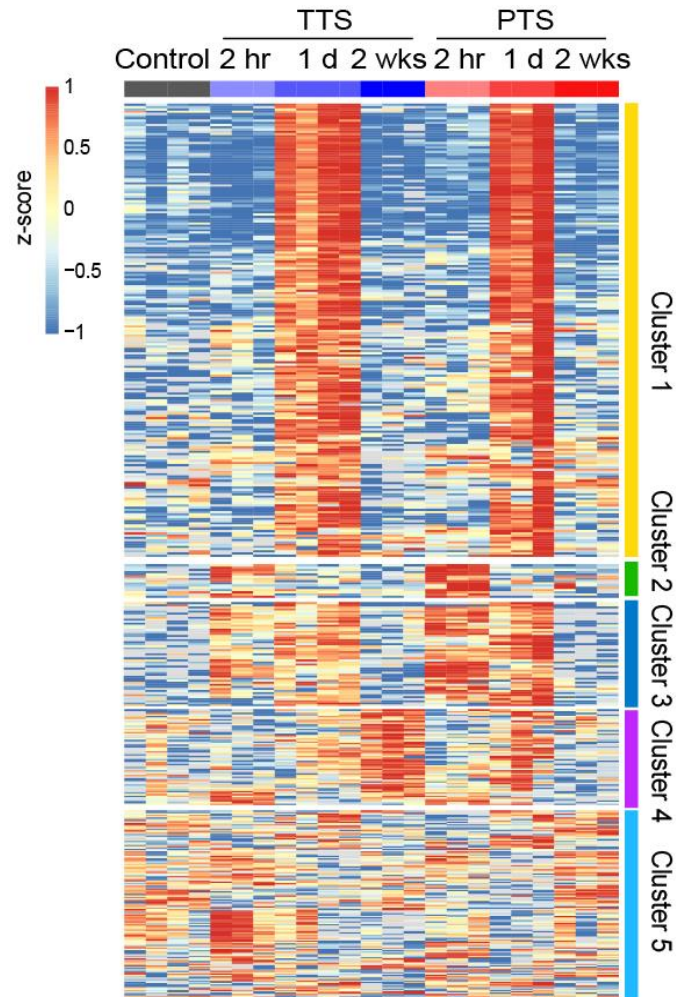 TTS PTS
Control 2 hr 1 d 2 wks 2 hr 1 d 2 wks
z-score
1
0.5
0
−0.5
−1
Cluster 1
Cluster 2
Cluster 3
Cluster 4
Cluster 5